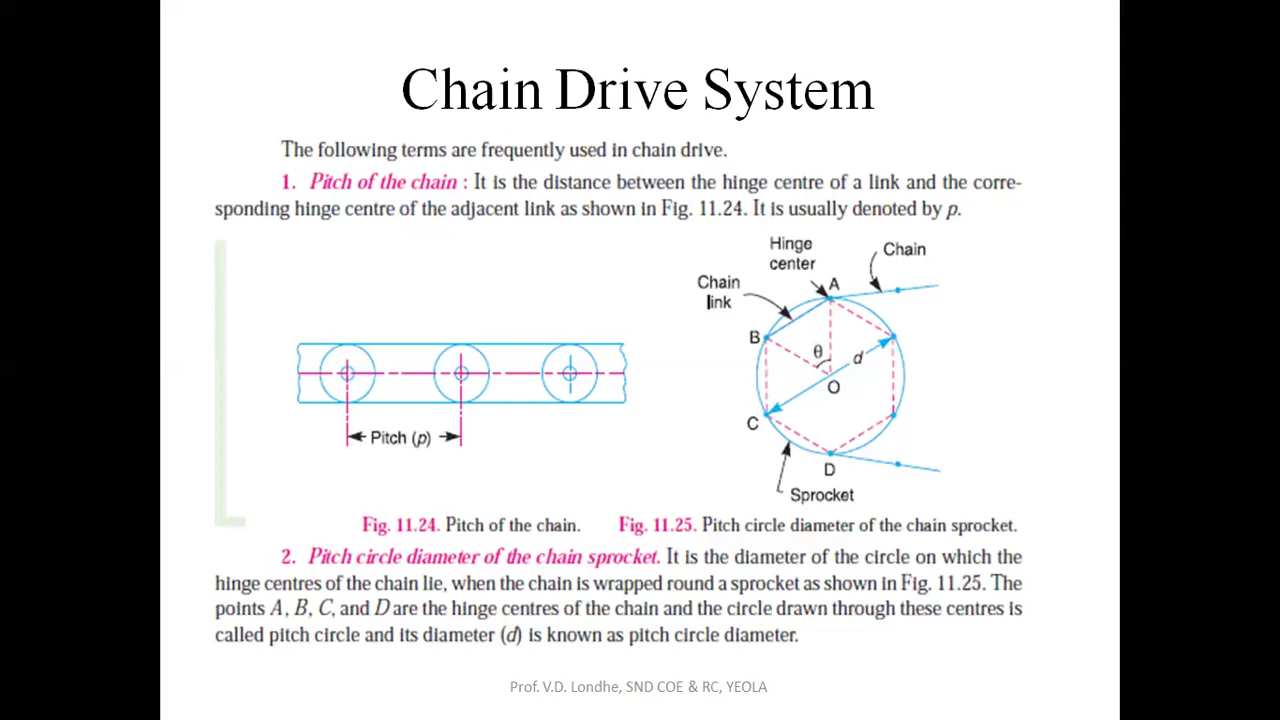 Chain Drive System
The following terms are frequently used in chain drive.
1. Pitch of the chain : It is the distance between the hinge centre of a link and the corre-
sponding hinge centre of the adjacent link as shown in Fig. 11.24. It is usually denoted by p.
Pitch (p)
Hinge
center
Chain
Chain
link
A
B
θ
d
O
C
D
Sprocket
Fig. 11.24. Pitch of the chain.
Fig. 11.25. Pitch circle diameter of the chain sprocket.
2. Pitch circle diameter of the chain sprocket. It is the diameter of the circle on which the
hinge centres of the chain lie, when the chain is wrapped round a sprocket as shown in Fig. 11.25. The
points A, B, C, and D are the hinge centres of the chain and the circle drawn through these centres is
called pitch circle and its diameter (d) is known as pitch circle diameter.
Prof. V.D. Londhe, SND COE & RC, YEOLA